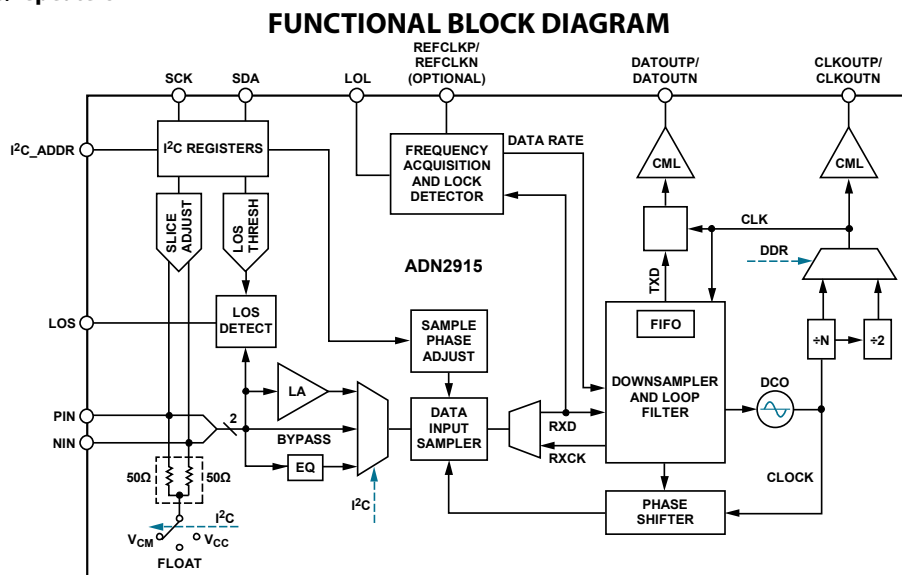 FUNCTIONAL BLOCK DIAGRAM
SCK
SDA
LOL
REFCLKP/
REFCLKN
(OPTIONAL)
DATOUTP/
DATOUTN
CLKOUTP/
CLKOUTN
I²C_ADDR
I²C REGISTERS
FREQUENCY
ACQUISITION
AND LOCK
DETECTOR
DATA RATE
CML
CML
SLICE
ADJUST
LOS
THRESH
CLK
DDR
ADN2915
TXD
LOS
LOS
DETECT
SAMPLE
PHASE
ADJUST
FIFO
÷N
÷2
DOWNSAMPLER
AND LOOP
FILTER
DCO
LA
PIN
NIN
2
BYPASS
DATA
INPUT
SAMPLER
RXD
RXCK
EQ
50Ω
50Ω
I²C
CLOCK
PHASE
SHIFTER
I²C
VCM
VCC
FLOAT